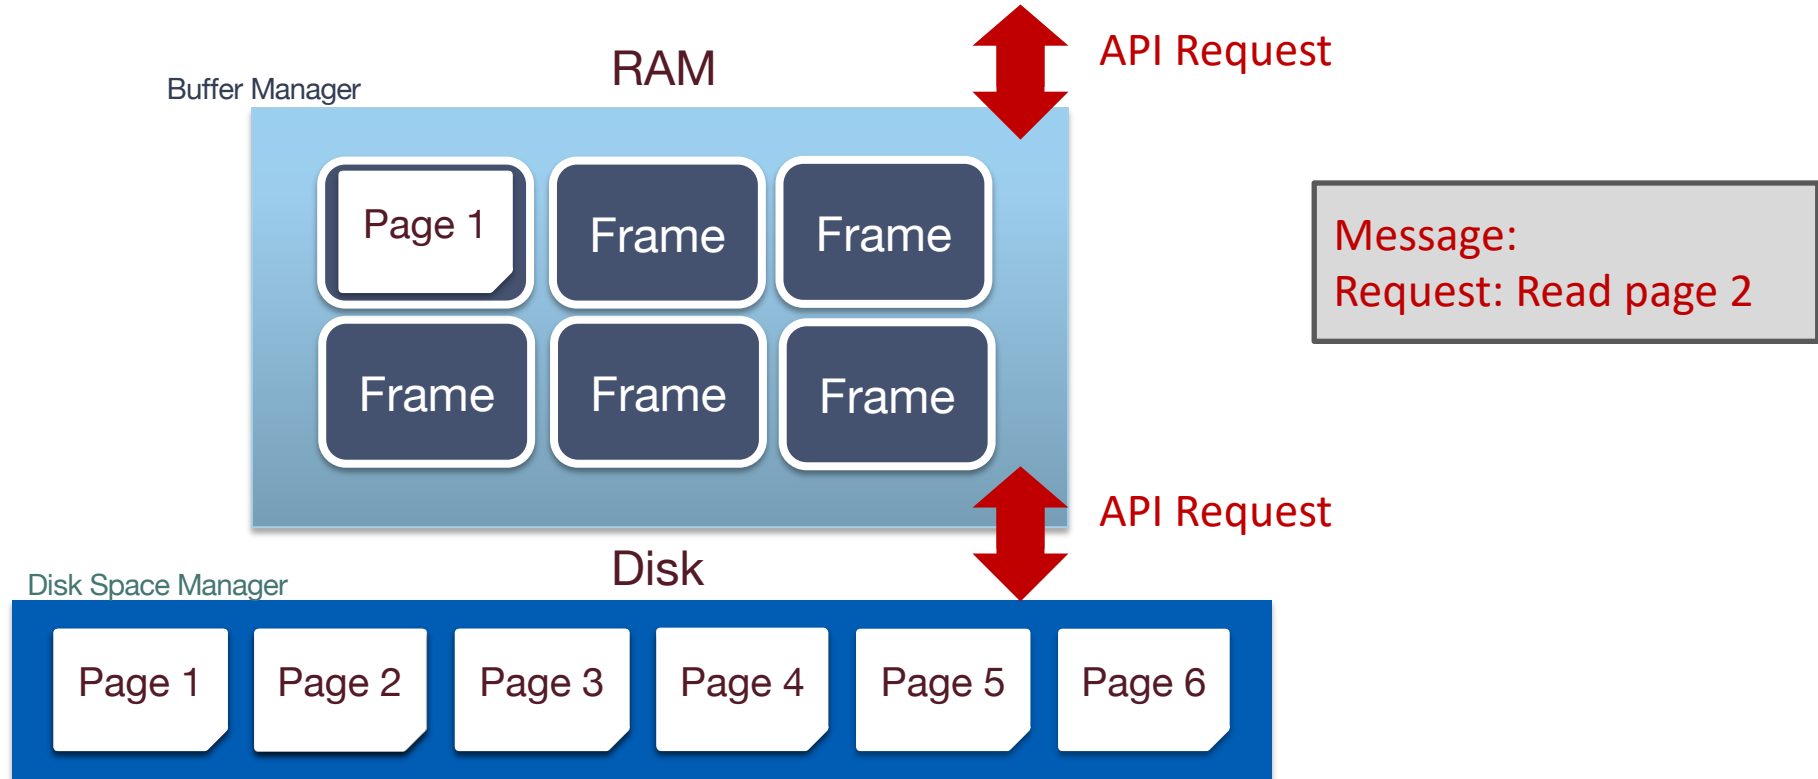 RAM
API Request
Buffer Manager
Page 1
Frame
Frame
Frame
Frame
Frame
Message:
Request: Read page 2
API Request
Disk
Disk Space Manager
Page 1
Page 2
Page 3
Page 4
Page 5
Page 6